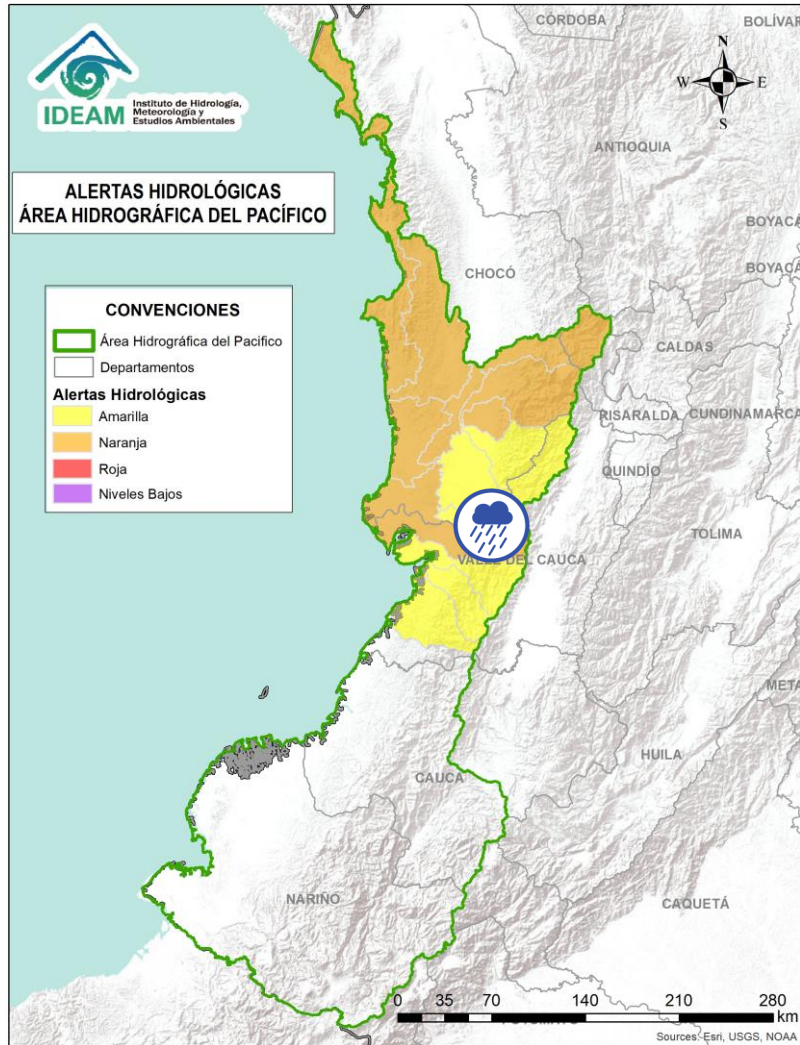 CÓRDOBA
BOLÍVAR
N
W
E
S
IDEAM
Instituto de Hidrología,
Meteorología y
Estudios Ambientales
ANTIOQUIA
ALERTAS HIDROLÓGICAS
ÁREA HIDROGRÁFICA DEL PACÍFICO
BOYACÁ
BOYACÁ
CHOCÓ
CONVENCIONES
Área Hidrográfica del Pacifico
Departamentos
Alertas Hidrológicas
Amarilla
Naranja
Roja
Niveles Bajos
CALDAS
RISARALDA
CUNDINAMARCA
QUINDÍO
TOLIMA
VALLE DEL CAUCA
META
HUILA
CAUCA
NARIÑO
CAQUETÁ
0 35 70 140 210 280
km
Sources: Esri, USGS, NOAA